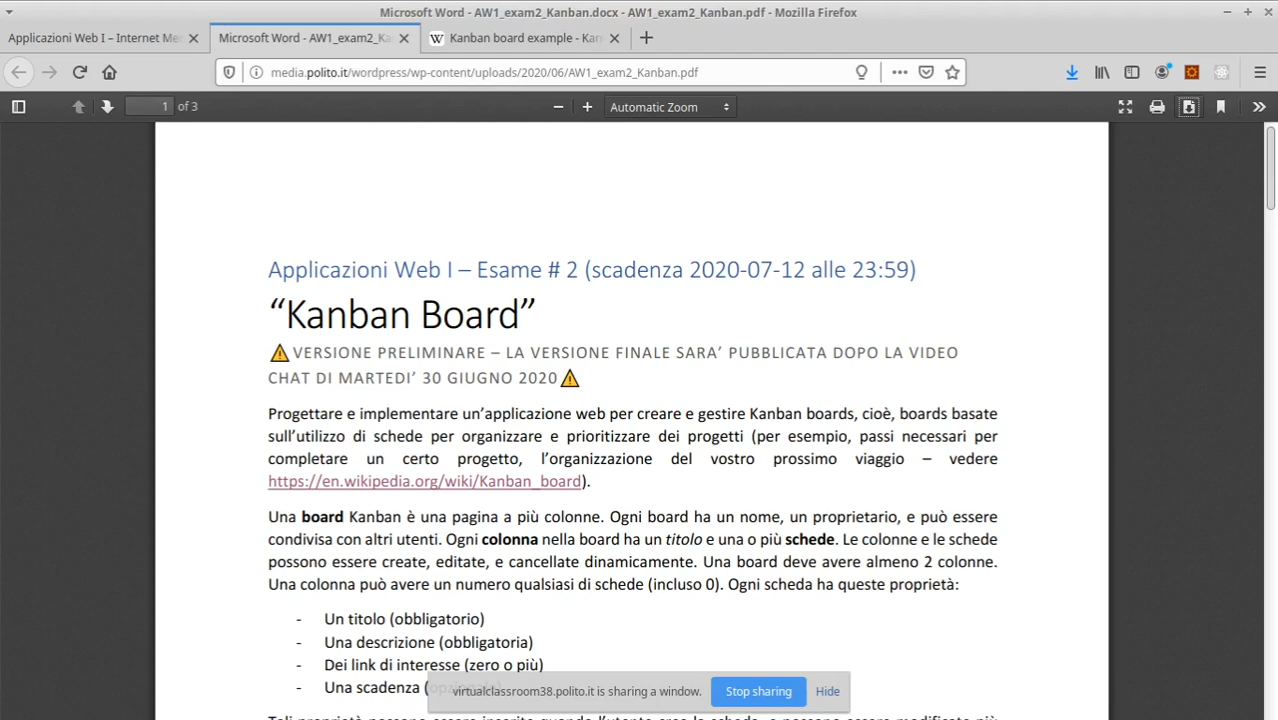 Microsoft Word - AW1_exam2_Kanban.docx - AW1_exam2_Kanban.pdf - Mozilla Firefox
Applicazioni Web I – Internet Me
Microsoft Word - AW1_exam2_Ka
W Kanban board example - Kan
media.polito.it/wordpress/wp-content/uploads/2020/06/AW1_exam2_Kanban.pdf
1 of 3
Automatic Zoom
Applicazioni Web I – Esame # 2 (scadenza 2020-07-12 alle 23:59)
“Kanban Board”
⚠VERSIONE PRELIMINARE – LA VERSIONE FINALE SARA’ PUBBLICATA DOPO LA VIDEO
CHAT DI MARTEDI’ 30 GIUGNO 2020⚠
Progettare e implementare un’applicazione web per creare e gestire Kanban boards, cioè, boards basate
sull’utilizzo di schede per organizzare e prioritizzare dei progetti (per esempio, passi necessari per
completare un certo progetto, l’organizzazione del vostro prossimo viaggio – vedere
https://en.wikipedia.org/wiki/Kanban_board).
Una board Kanban è una pagina a più colonne. Ogni board ha un nome, un proprietario, e può essere
condivisa con altri utenti. Ogni colonna nella board ha un titolo e una o più schede. Le colonne e le schede
possono essere create, editate, e cancellate dinamicamente. Una board deve avere almeno 2 colonne.
Una colonna può avere un numero qualsiasi di schede (incluso 0). Ogni scheda ha queste proprietà:
- Un titolo (obbligatorio)
- Una descrizione (obbligatoria)
- Dei link di interesse (zero o più)
- Una scadenza
virtualclassroom38.polito.it is sharing a window.
Stop sharing
Hide